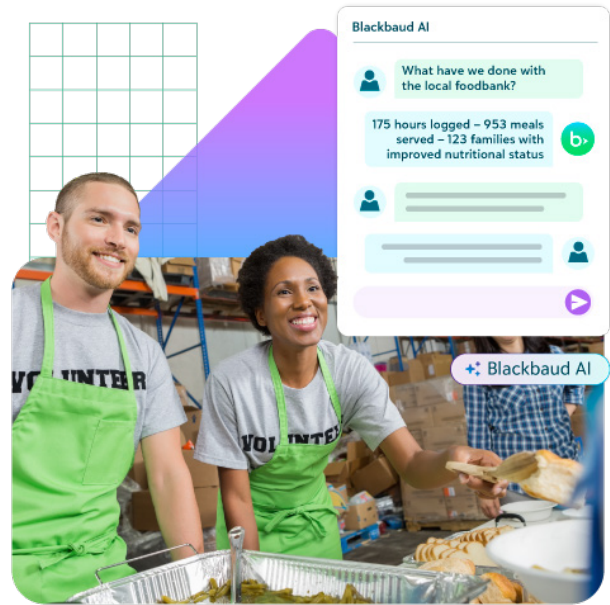 Blackbaud AI
What have we done with
the local foodbank?
175 hours logged – 953 meals
served – 123 families with
improved nutritional status
b
Blackbaud AI
VOLUNTEER
VOLUNTEE